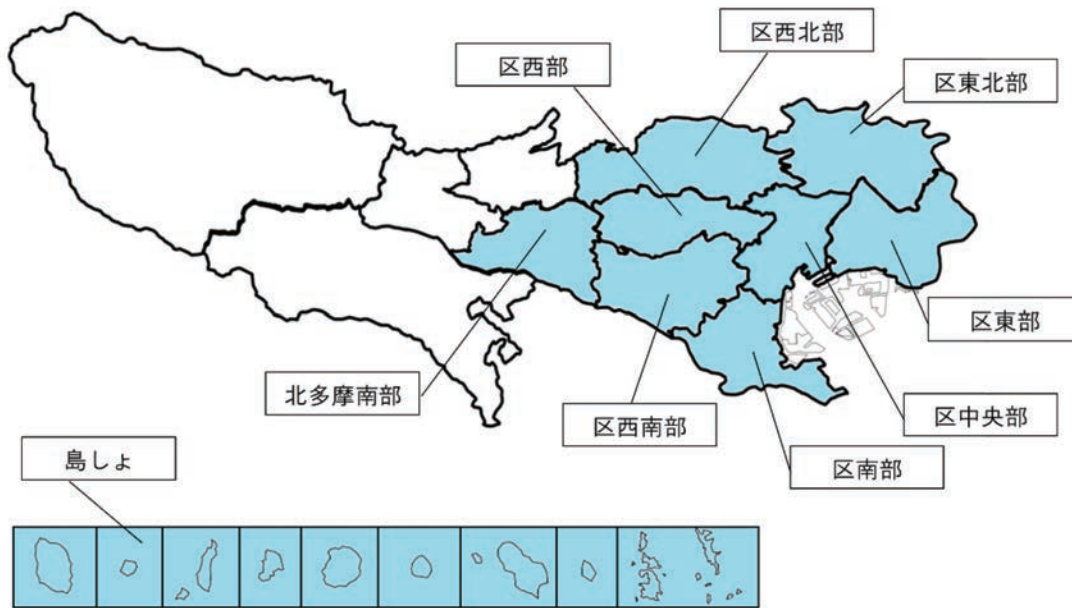 区西北部
区西部
区東北部
区東部
北多摩南部
区西南部
区中央部
区南部
島しょ